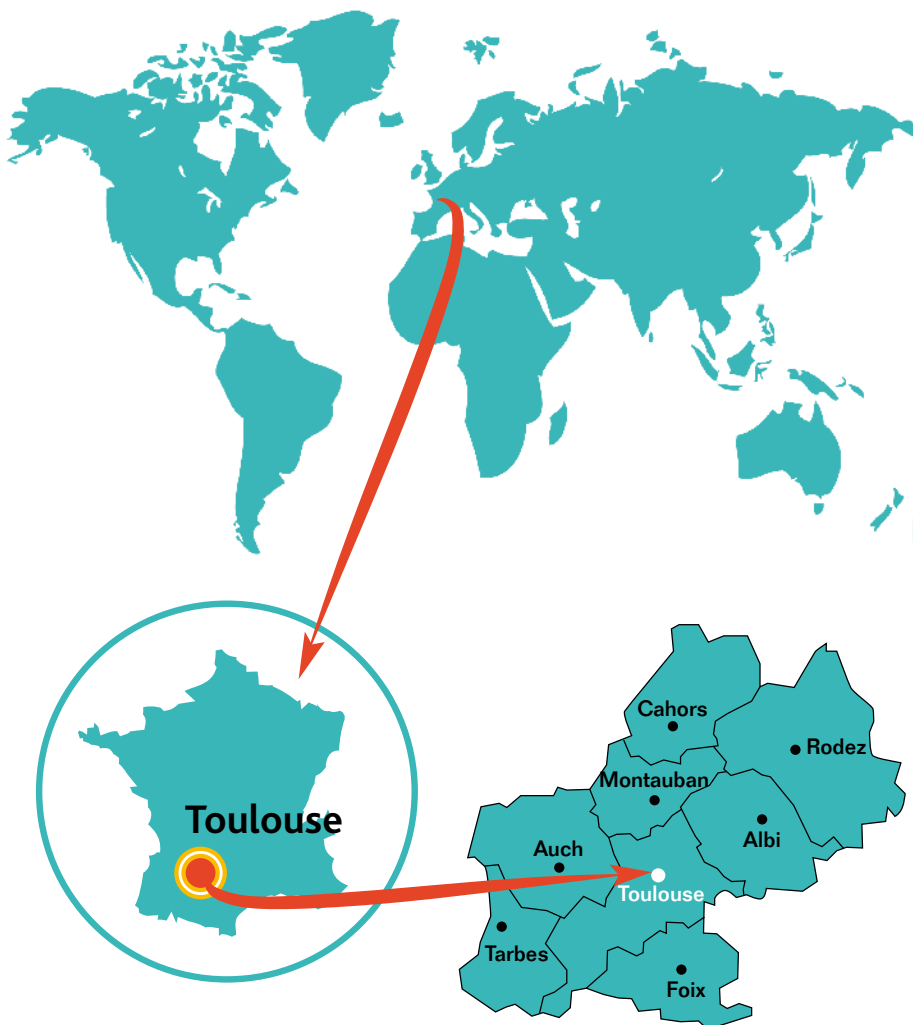 Toulouse
Cahors
Rodez
Montauban
Albi
Auch
Toulouse
Tarbes
Foix